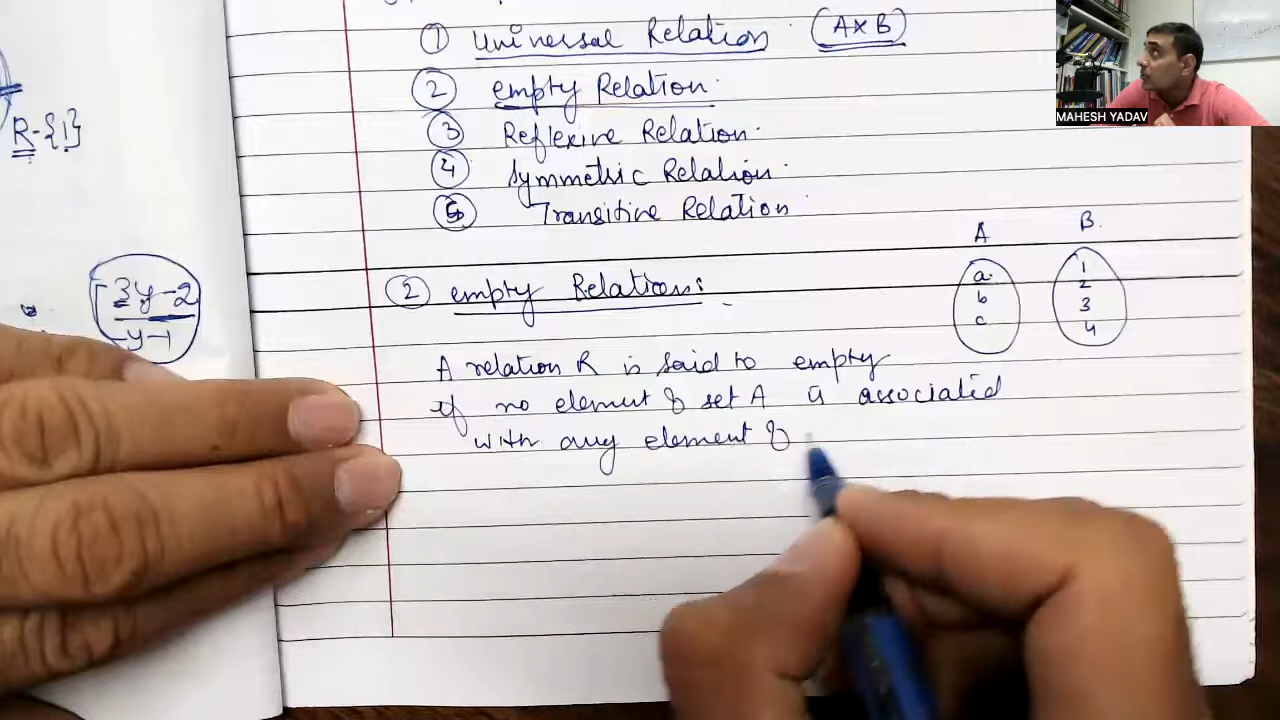 R-{1}
3y-2
-y-1
① Universal Relation (A×B)
② empty Relation.
③ Reflexive Relation.
④ Symmetric Relation.
⑤ Transitive Relation
MAHESH YADAV
A B.
a 1
b 2
c 3
4
② empty Relation:
A relation R is said to empty
if no element of set A is associated
with any element of